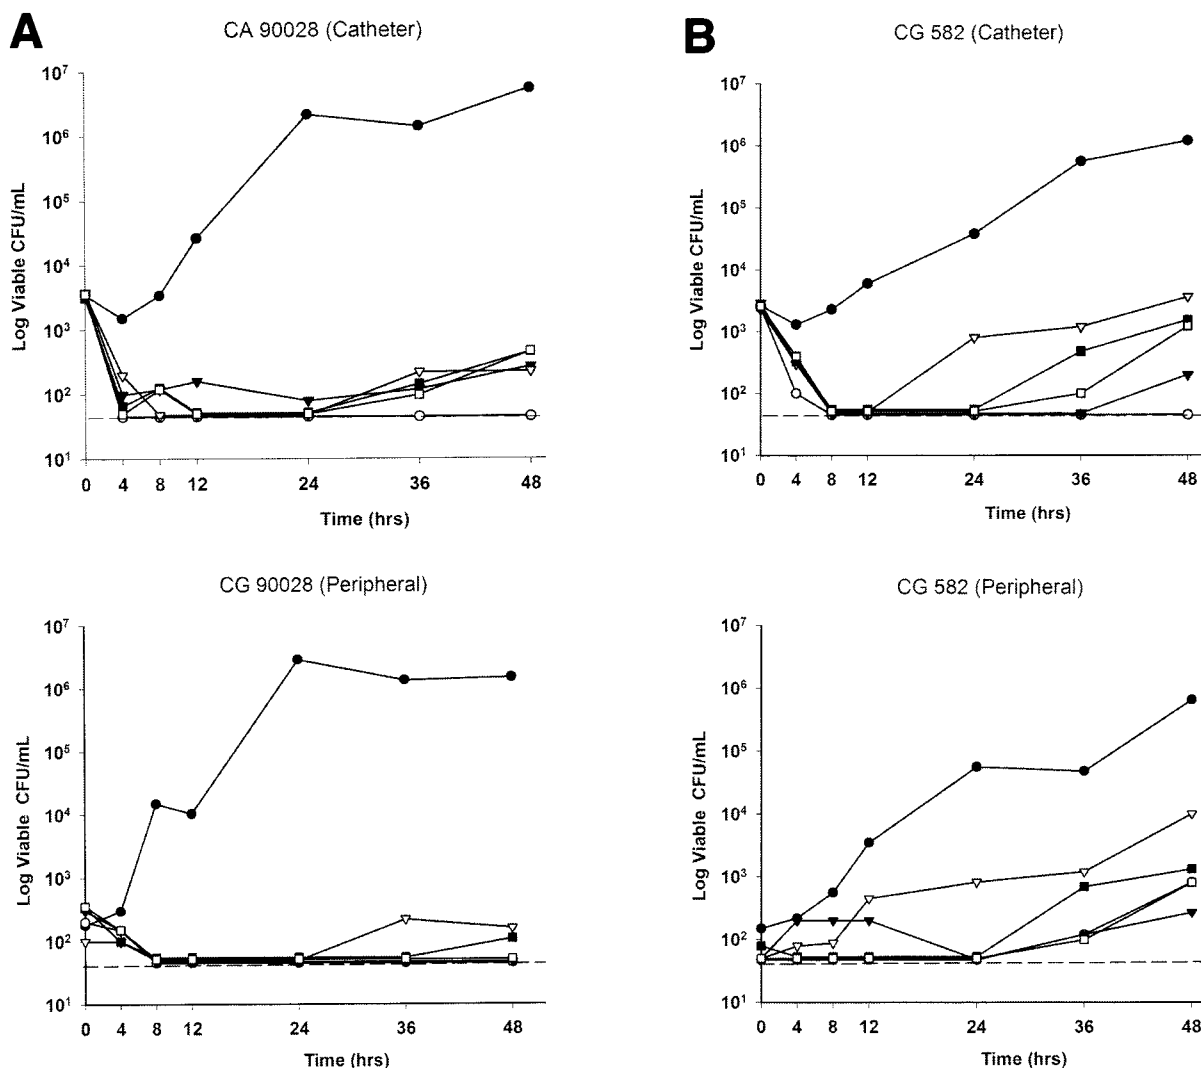 A
CA 90028 (Catheter)
10⁷
10⁶
10⁵
10⁴
10³
10²
10¹
Log Viable CFU/mL
0 4 8 12 24 36 48
Time (hrs)
B
CG 582 (Catheter)
10⁷
10⁶
10⁵
10⁴
10³
10²
10¹
Log Viable CFU/mL
0 4 8 12 24 36 48
Time (hrs)
CG 90028 (Peripheral)
10⁷
10⁶
10⁵
10⁴
10³
10²
10¹
Log Viable CFU/mL
0 4 8 12 24 36 48
Time (hrs)
CG 582 (Peripheral)
10⁷
10⁶
10⁵
10⁴
10³
10²
10¹
Log Viable CFU/mL
0 4 8 12 24 36 48
Time (hrs)